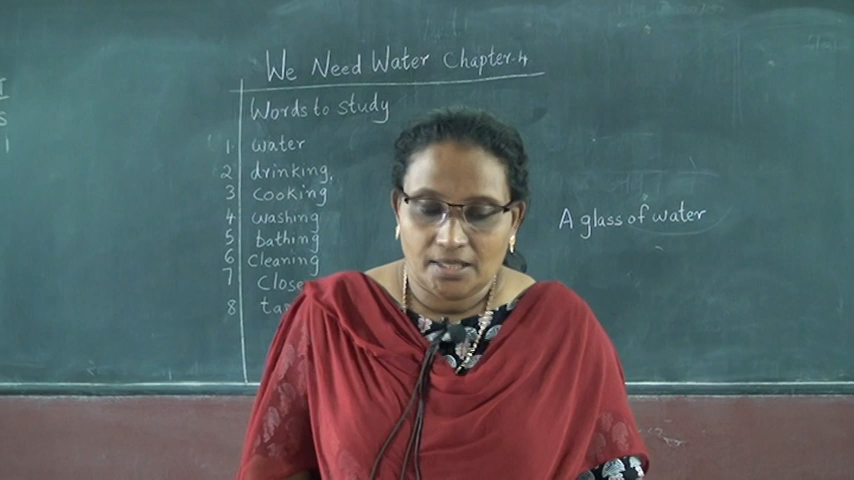 We Need Water Chapter-4
Words to study
1. water
2 drinking,
3 cooking
4 washing
5 bathing
6 Cleaning
7 Close
8
A glass of water